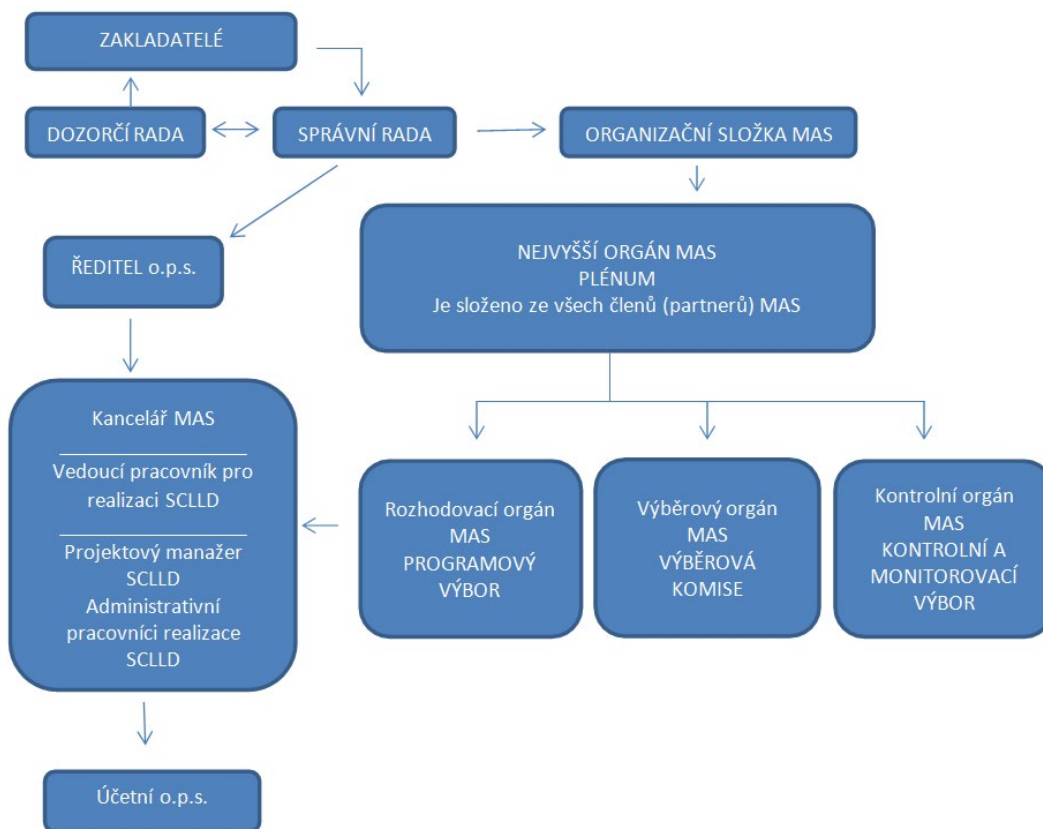 ZAKLADATELÉ
DOZORČÍ RADA
SPRÁVNÍ RADA
ORGANIZAČNÍ SLOŽKA MAS
NEJVYŠŠÍ ORGÁN MAS
PLÉNUM
Je složeno ze všech členů (partnerů) MAS
ŘEDITEL o.p.s.
Kancelář MAS
Vedoucí pracovník pro
realizaci SCLLD
Projektový manažer
SCLLD
Administrativní
pracovníci realizace
SCLLD
Rozhodovací orgán
MAS
PROGRAMOVÝ
VÝBOR
Výběrový orgán
MAS
VÝBĚROVÁ
KOMISE
Kontrolní orgán
MAS
KONTROLNÍ A
MONITOROVACÍ
VÝBOR
Účetní o.p.s.